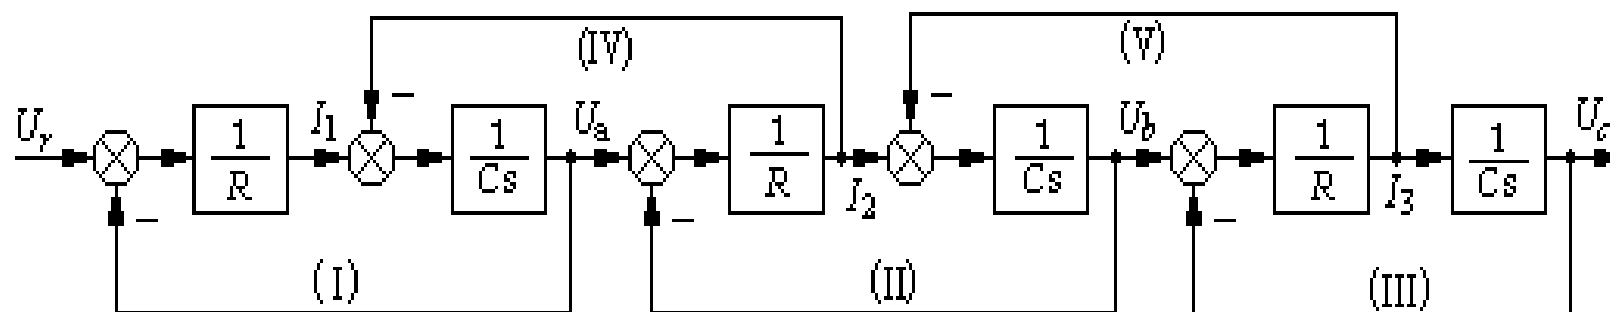 (IV)
(V)
U_r
1/R
I_1
−
1/Cs
U_a
1/R
I_2
−
1/Cs
U_b
1/R
I_3
1/Cs
U_c
−
−
−
(I)
(II)
(III)